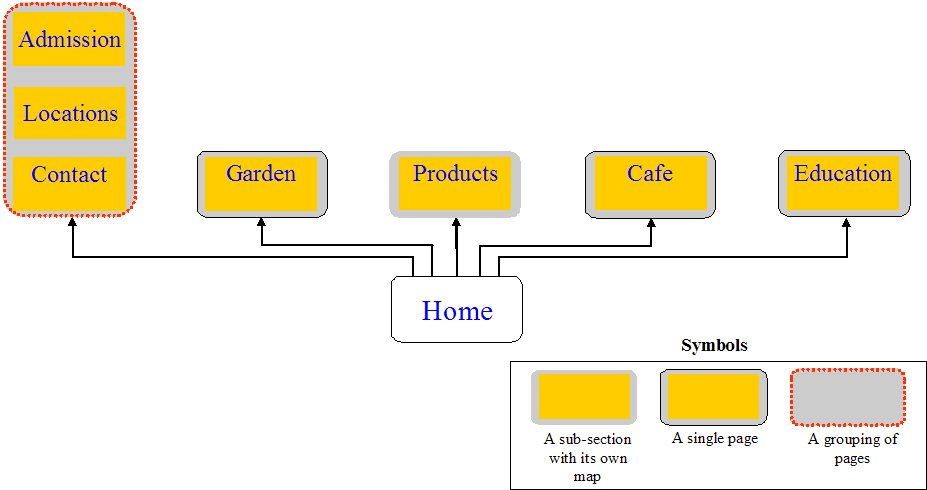 Admission
Locations
Contact
Garden
Products
Cafe
Education
Home
Symbols
A sub-section
with its own
map
A single page
A grouping of
pages